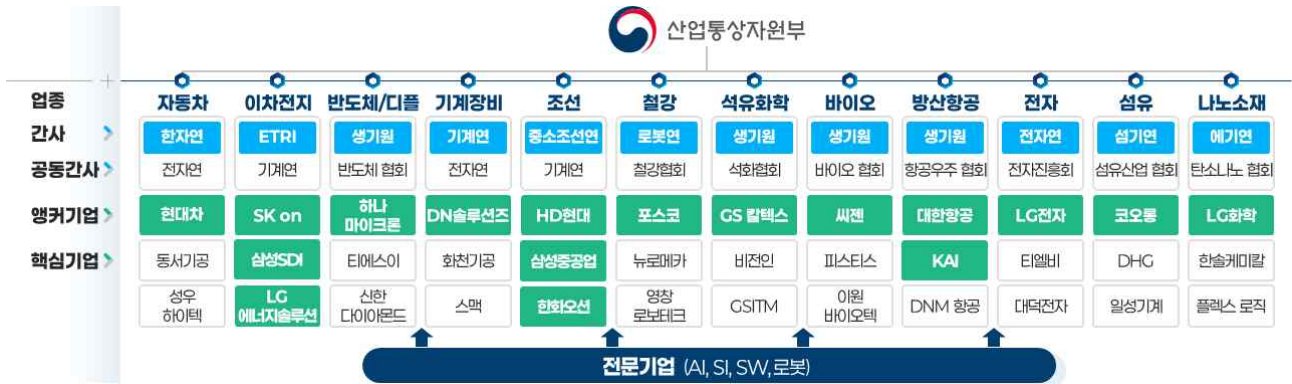 산업통상자원부
업종 자동차 이차전지 반도체/디플 기계장비 조선 철강 석유화학 바이오 방산항공 전자 섬유 나노소재
간사 한자연 ETRI 생기원 기계연 중소조선연 로봇연 생기원 생기원 생기원 전자연 섬기연 에기연
공동간사 전자연 기계연 반도체 협회 전자연 기계연 철강협회 석화협회 바이오 협회 항공우주 협회 전자진흥회 섬유산업 협회 탄소나노 협회
앵커기업 현대차 SK on 하나 마이크론 DN솔루션즈 HD현대 포스코 GS 칼텍스 씨젠 대한항공 LG전자 코오롱 LG화학
핵심기업 동서기공 삼성SDI 티에스이 화천기공 삼성중공업 뉴로메카 비전인 피스티스 KAI 티엘비 DHG 한솔케미칼
성우 하이텍 LG 에너지솔루션 신한 다이아몬드 스맥 한화오션 영창 로보테크 GSITM 이원 바이오텍 DNM 항공 대덕전자 일성기계 플렉스 로직
전문기업 (AI, SI, SW, 로봇)